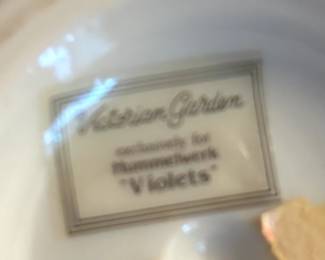 Victorian Garden
exclusively for
Hummelwerk
"Violets"